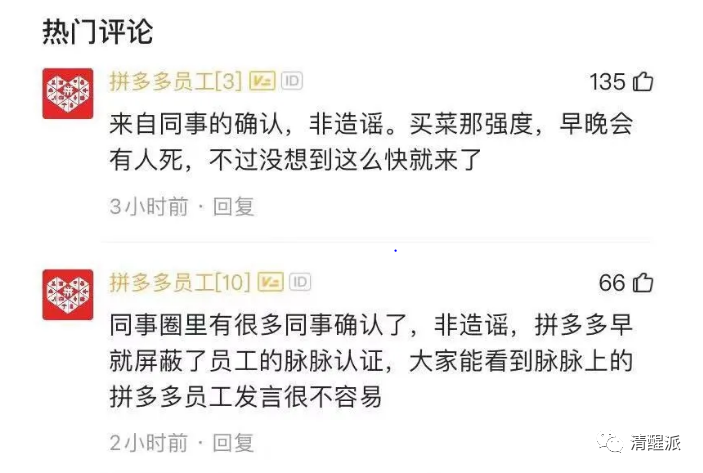 热门评论
拼多多员工[3] V= ID 135
来自同事的确认，非造谣。买菜那强度，早晚会
有人死，不过没想到这么快就来了
3小时前 · 回复
拼多多员工[10] V= ID 66
同事圈里有很多同事确认了，非造谣，拼多多早
就屏蔽了员工的脉脉认证，大家能看到脉脉上的
拼多多员工发言很不容易
2小时前 · 回复
清醒派